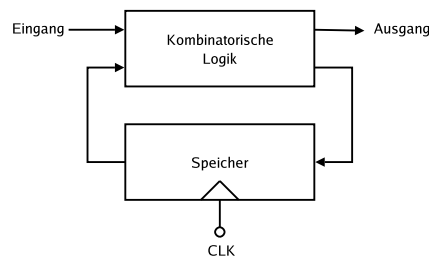 Eingang
Kombinatorische
Logik
Ausgang
Speicher
CLK